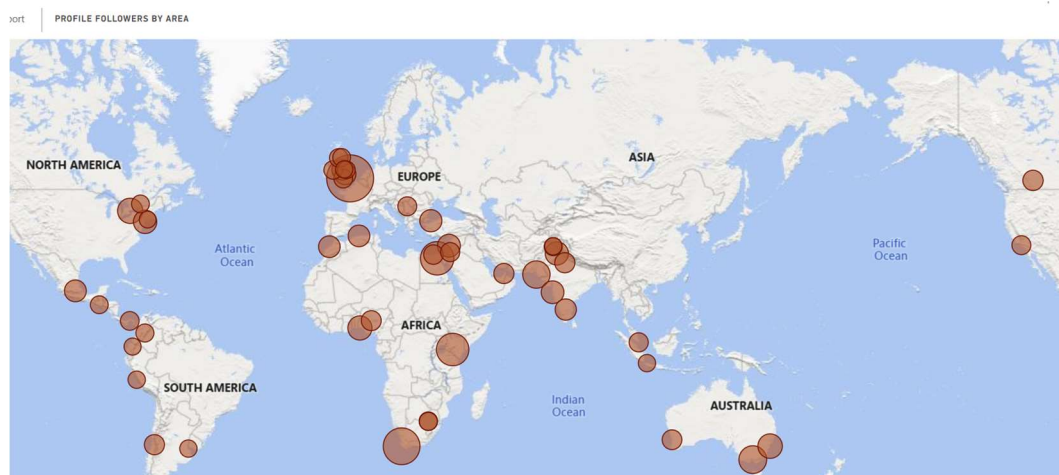 PROFILE FOLLOWERS BY AREA
NORTH AMERICA
EUROPE
ASIA
Atlantic
Ocean
Pacific
Ocean
AFRICA
SOUTH AMERICA
Indian
Ocean
AUSTRALIA